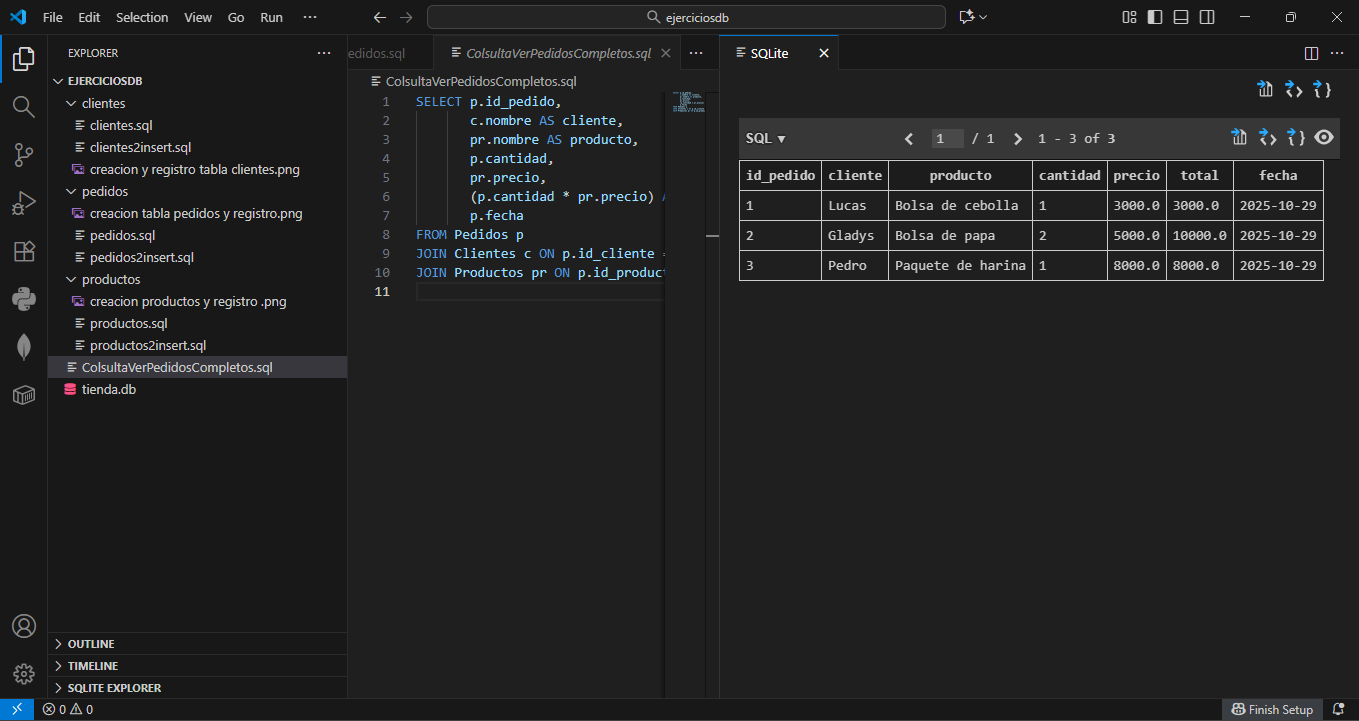 File Edit Selection View Go Run ··· ejerciciosdb
EXPLORER ···
EJERCICIOSDB
clientes
clientes.sql
clientes2insert.sql
creacion y registro tabla clientes.png
pedidos
creacion tabla pedidos y registro.png
pedidos.sql
pedidos2insert.sql
productos
creacion productos y registro .png
productos.sql
productos2insert.sql
ColsultaVerPedidosCompletos.sql
tienda.db
OUTLINE
TIMELINE
SQLITE EXPLORER
edidos.sql ColsultaVerPedidosCompletos.sql ···
ColsultaVerPedidosCompletos.sql
1 SELECT p.id_pedido,
2 c.nombre AS cliente,
3 pr.nombre AS producto,
4 p.cantidad,
5 pr.precio,
6 (p.cantidad * pr.precio) A
7 p.fecha
8 FROM Pedidos p
9 JOIN Clientes c ON p.id_cliente =
10 JOIN Productos pr ON p.id_product
11
SQLite ···
SQL ▼ 1 / 1 1 - 3 of 3
id_pedido cliente producto cantidad precio total fecha
1 Lucas Bolsa de cebolla 1 3000.0 3000.0 2025-10-29
2 Gladys Bolsa de papa 2 5000.0 10000.0 2025-10-29
3 Pedro Paquete de harina 1 8000.0 8000.0 2025-10-29
0 0 Finish Setup